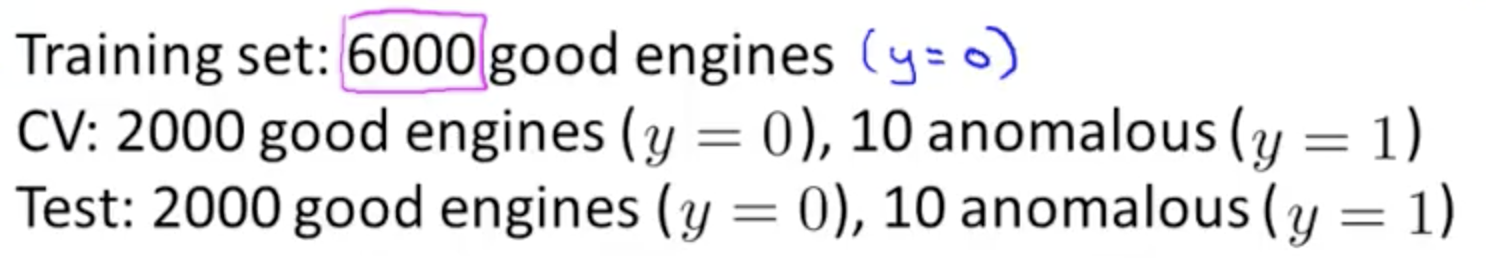 Training set: 6000 good engines (y=0)
CV: 2000 good engines (y = 0), 10 anomalous (y = 1)
Test: 2000 good engines (y = 0), 10 anomalous (y = 1)